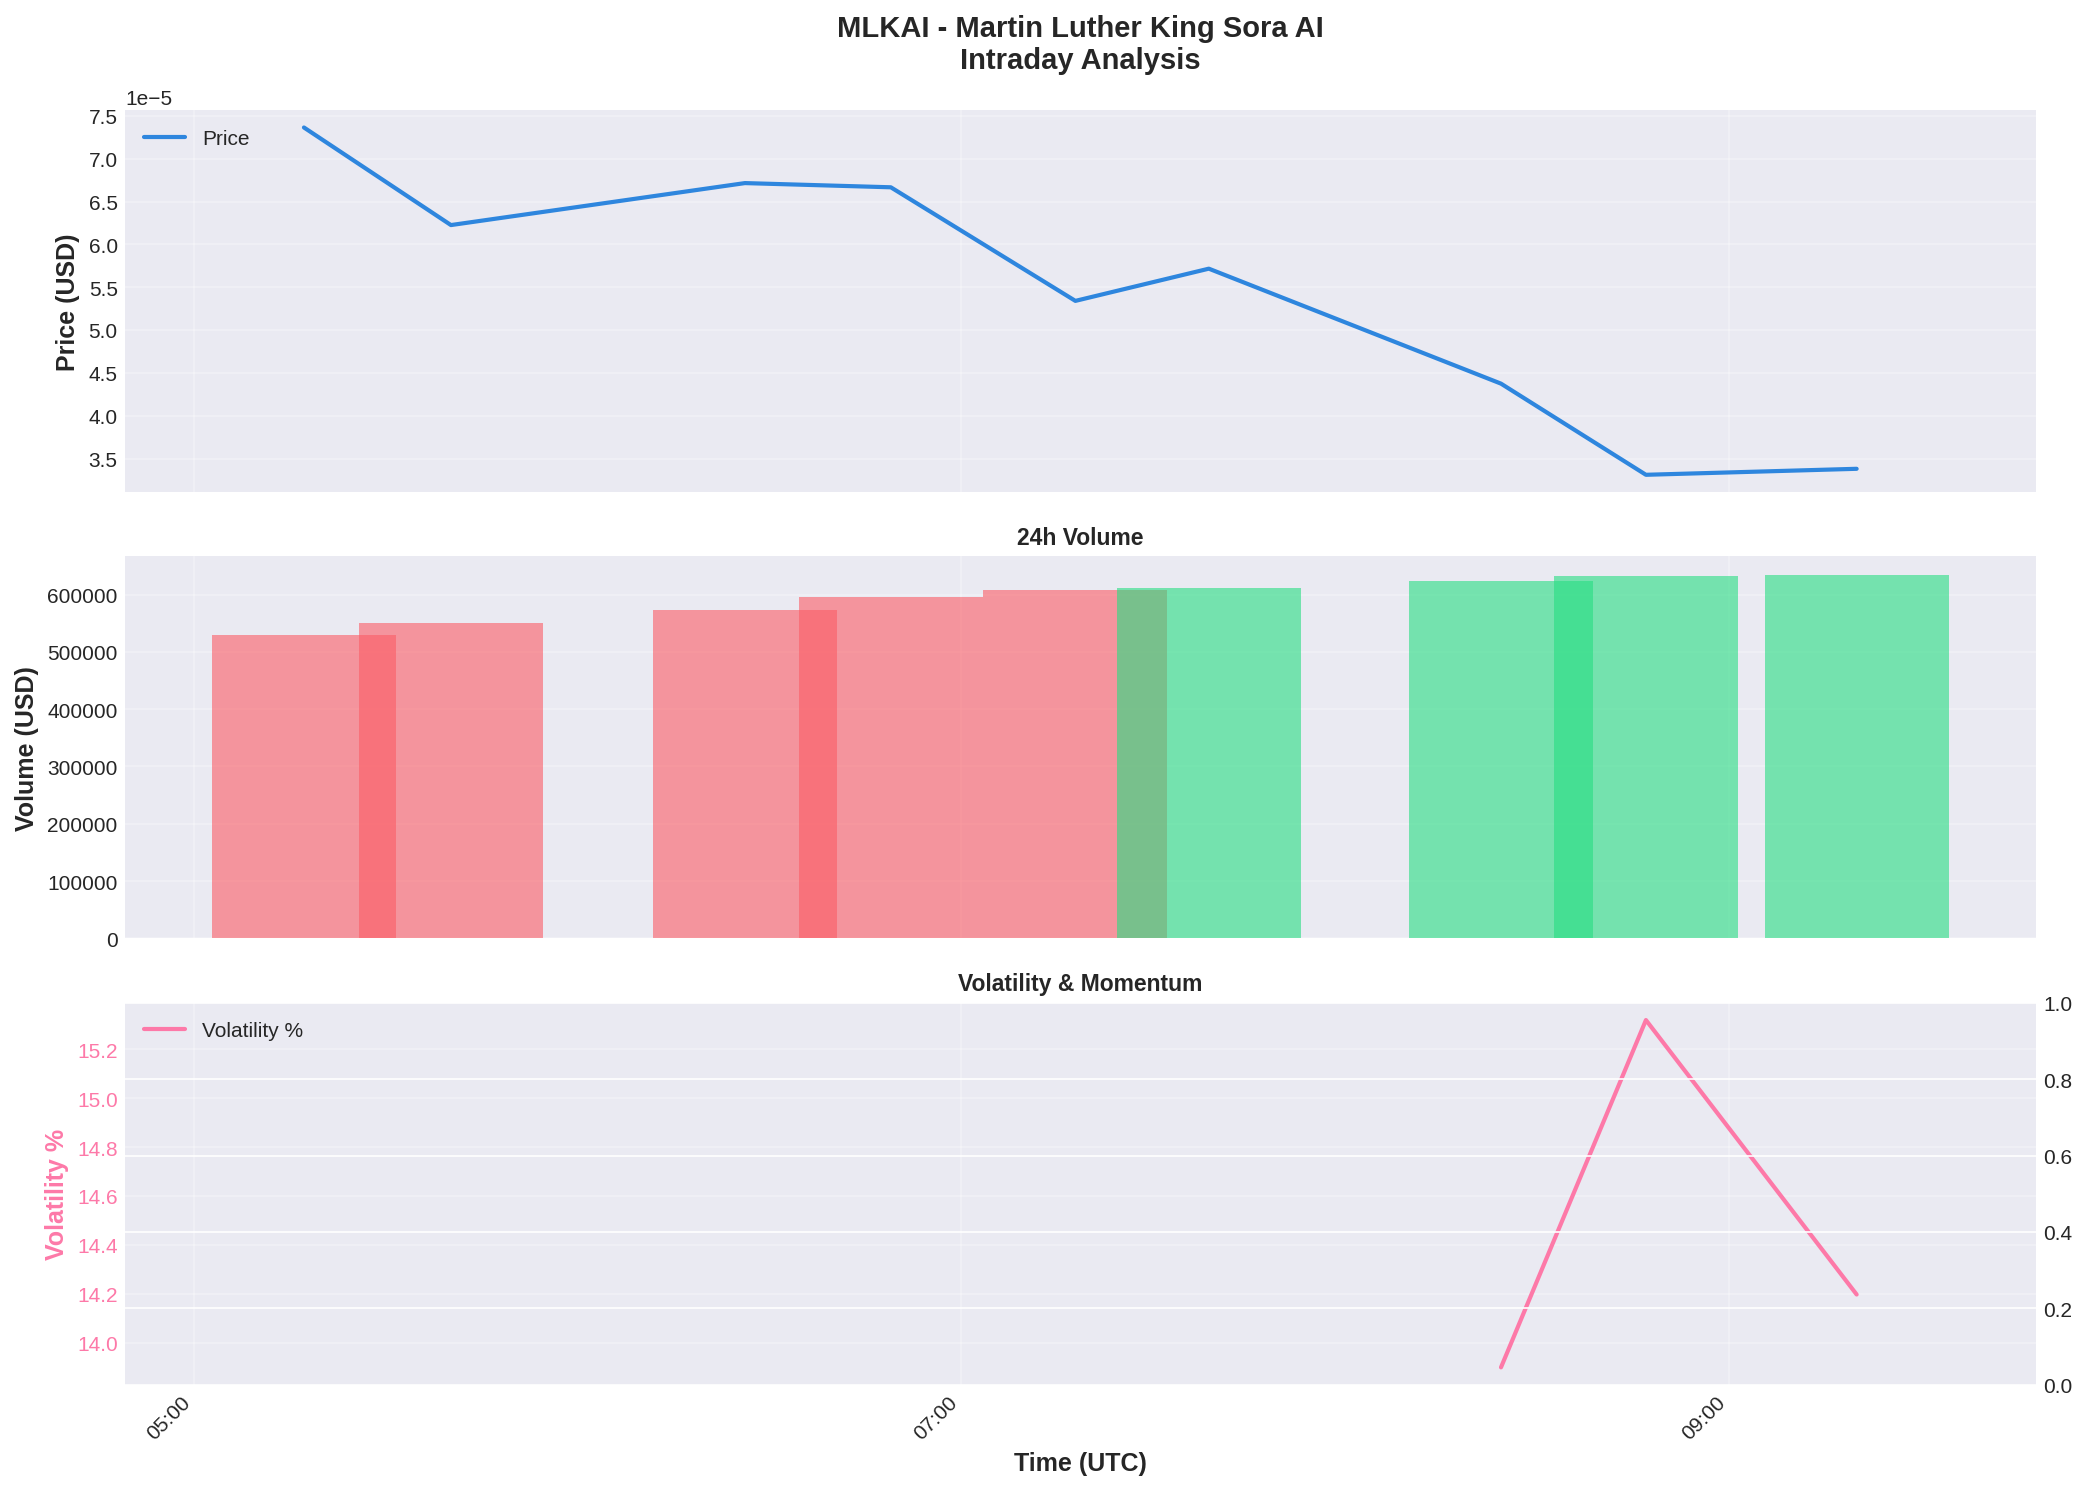 MLKAI - Martin Luther King Sora AI
Intraday Analysis
1e−5
7.5
7.0
6.5
6.0
5.5
5.0
4.5
4.0
3.5
Price (USD)
Price
24h Volume
600000
500000
400000
300000
200000
100000
0
Volume (USD)
Volatility & Momentum
Volatility %
15.2
15.0
14.8
14.6
14.4
14.2
14.0
Volatility %
1.0
0.8
0.6
0.4
0.2
0.0
05:00
07:00
09:00
Time (UTC)